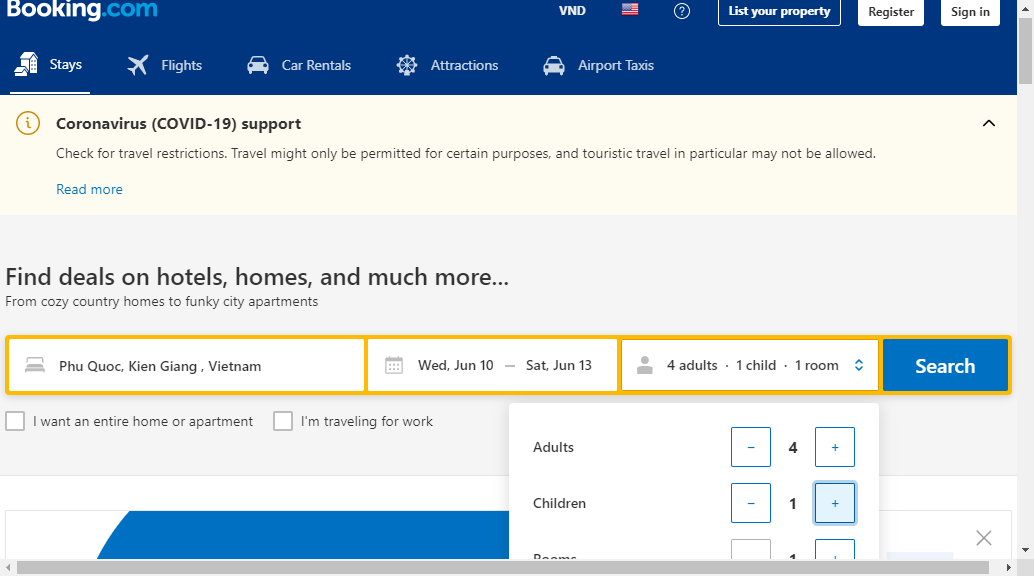 Booking.com
VND
List your property
Register
Sign in
Stays
Flights
Car Rentals
Attractions
Airport Taxis
Coronavirus (COVID-19) support
Check for travel restrictions. Travel might only be permitted for certain purposes, and touristic travel in particular may not be allowed.
Read more
Find deals on hotels, homes, and much more...
From cozy country homes to funky city apartments
Phu Quoc, Kien Giang , Vietnam
Wed, Jun 10 — Sat, Jun 13
4 adults · 1 child · 1 room
Search
I want an entire home or apartment
I'm traveling for work
Adults − 4 +
Children − 1 +
Rooms 1